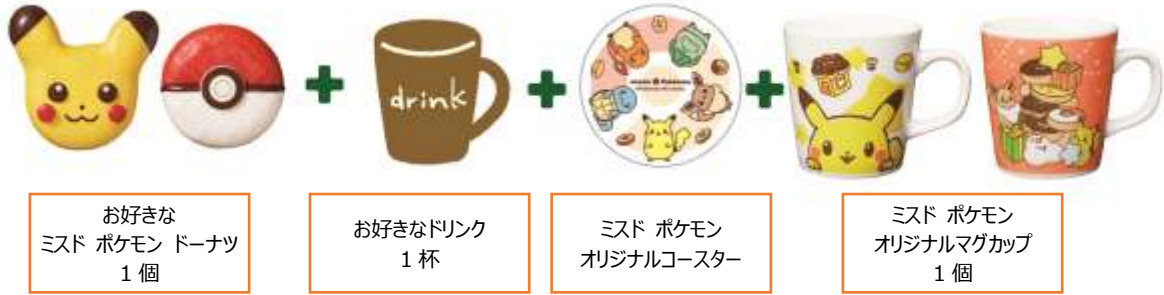 drink
お好きな
ミスド ポケモン ドーナツ
1 個
お好きなドリンク
1 杯
ミスド ポケモン
オリジナルコースター
ミスド ポケモン
オリジナルマグカップ
1 個